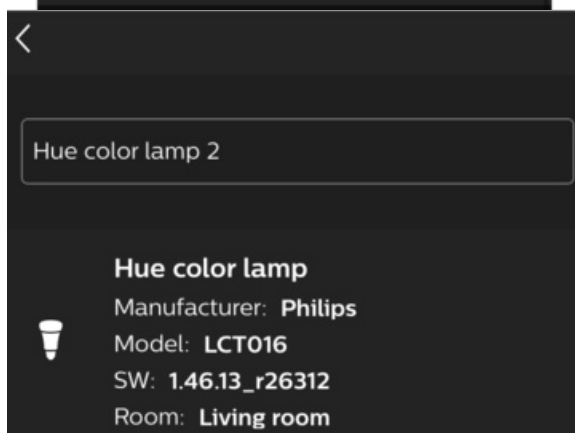 Hue color lamp 2
Hue color lamp
Manufacturer: Philips
Model: LCT016
SW: 1.46.13_r26312
Room: Living room